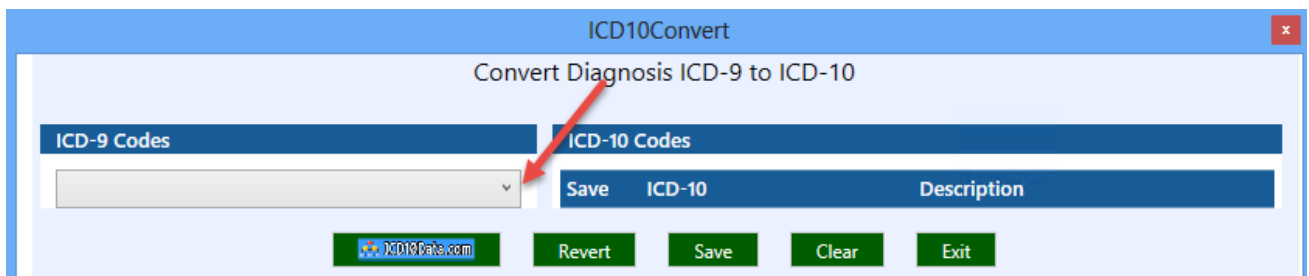 ICD10Convert
x
Convert Diagnosis ICD-9 to ICD-10
ICD-9 Codes ICD-10 Codes
Save ICD-10 Description
ICD10Data.com Revert Save Clear Exit